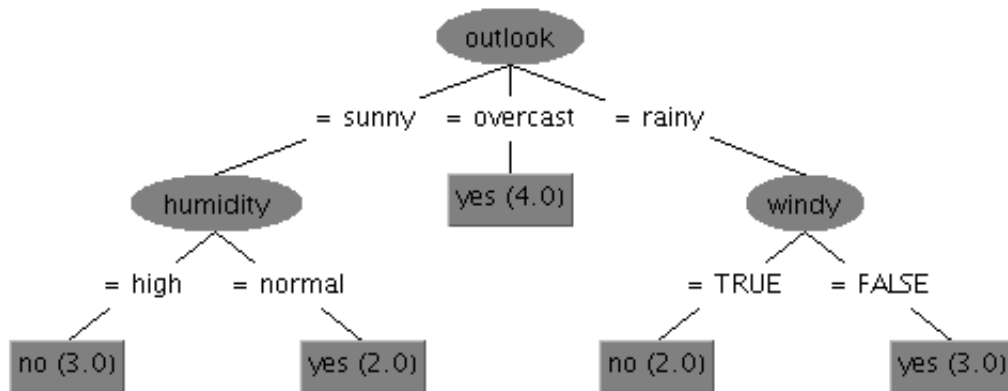 outlook
= sunny = overcast = rainy
humidity yes (4.0) windy
= high = normal = TRUE = FALSE
no (3.0) yes (2.0) no (2.0) yes (3.0)